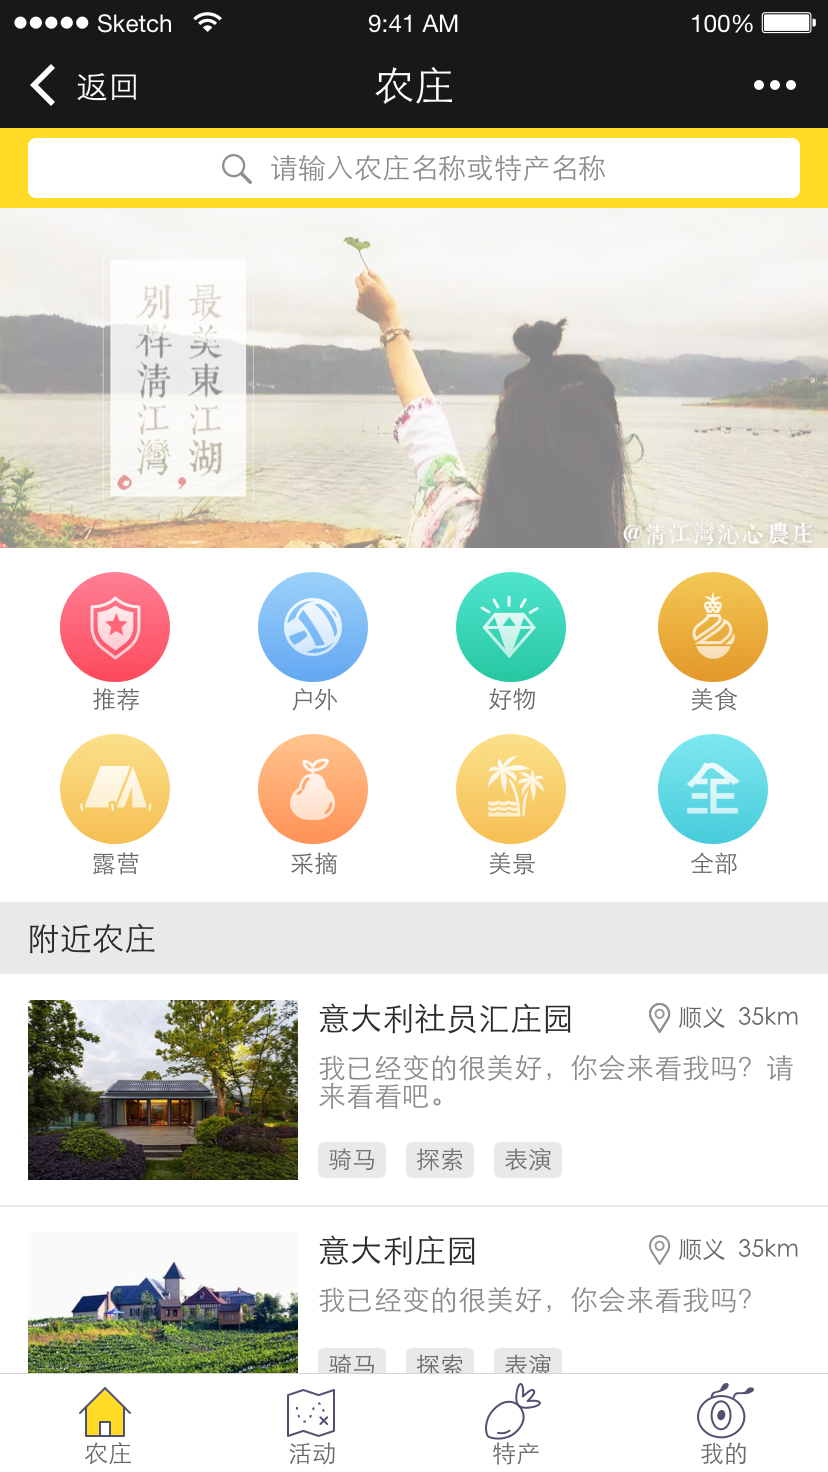 Sketch 9:41 AM 100%
返回 农庄
请输入农庄名称或特产名称
最美東江湖
别样清江灣
@清江灣沁心農庄
推荐 户外 好物 美食
全
露营 采摘 美景 全部
附近农庄
意大利社员汇庄园 顺义 35km
我已经变的很美好，你会来看我吗？请
来看看吧。
骑马 探索 表演
意大利庄园 顺义 35km
我已经变的很美好，你会来看我吗？
骑马 探索 表演
农庄 活动 特产 我的